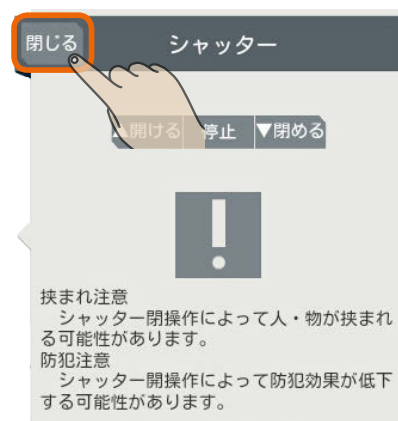 閉じる シャッター
▲開ける 停止 ▼閉める
!
挟まれ注意
　シャッター閉操作によって人・物が挟まれ
る可能性があります。
防犯注意
　シャッター開操作によって防犯効果が低下
する可能性があります。